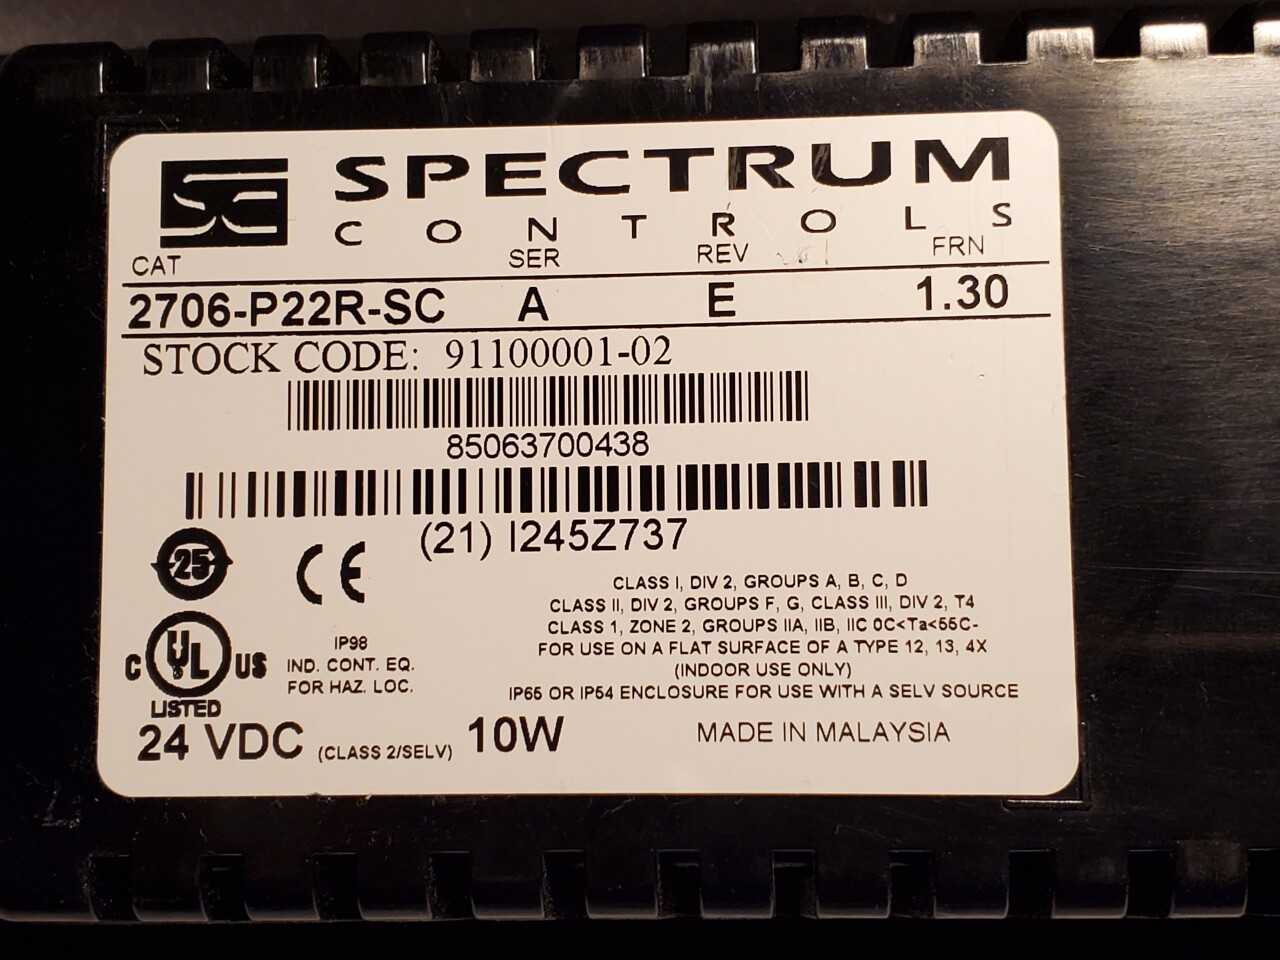 SC SPECTRUM
CONTROLS
CAT SER REV FRN
2706-P22R-SC A E 1.30
STOCK CODE: 91100001-02
85063700438
(21) I245Z737
25 CE
CLASS I, DIV 2, GROUPS A, B, C, D
CLASS II, DIV 2, GROUPS F, G, CLASS III, DIV 2, T4
CLASS 1, ZONE 2, GROUPS IIA, IIB, IIC 0C<Ta<55C-
FOR USE ON A FLAT SURFACE OF A TYPE 12, 13, 4X
(INDOOR USE ONLY)
IP65 OR IP54 ENCLOSURE FOR USE WITH A SELV SOURCE
C UL US
LISTED
IP98
IND. CONT. EQ.
FOR HAZ. LOC.
24 VDC (CLASS 2/SELV) 10W MADE IN MALAYSIA